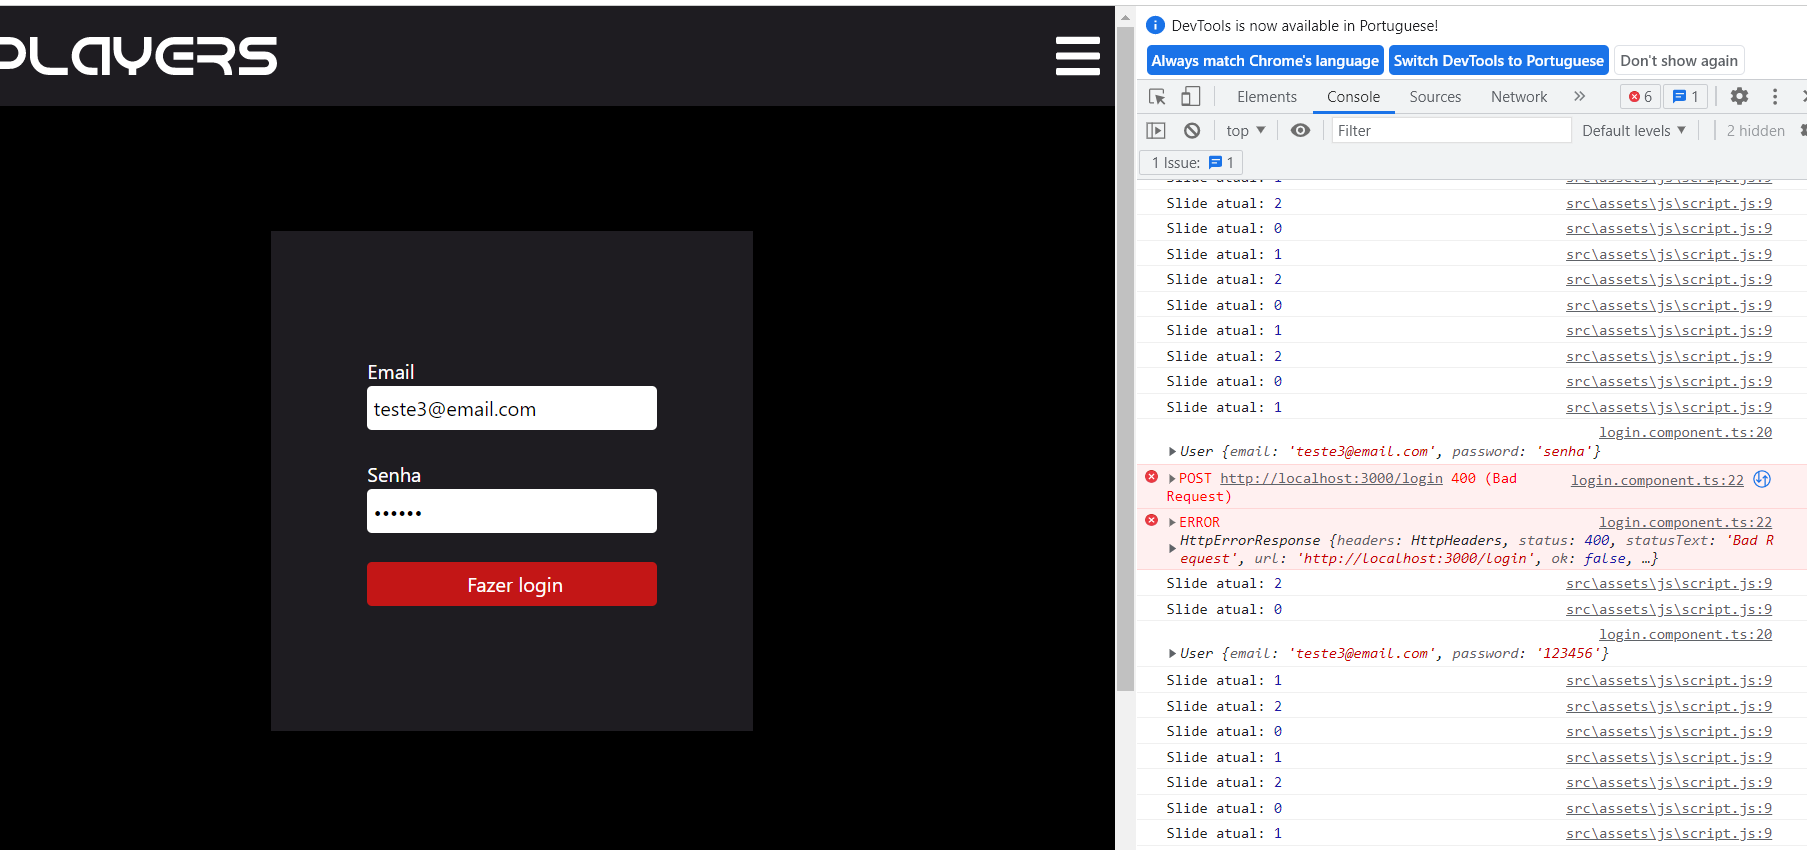 PLAYERS
Email
teste3@email.com
Senha
••••••
Fazer login
DevTools is now available in Portuguese!
Always match Chrome's language
Switch DevTools to Portuguese
Don't show again
Elements
Console
Sources
Network
6
1
top
Filter
Default levels
2 hidden
1 Issue: 1
Slide atual: 1 src\assets\js\script.js:9
Slide atual: 2 src\assets\js\script.js:9
Slide atual: 0 src\assets\js\script.js:9
Slide atual: 1 src\assets\js\script.js:9
Slide atual: 2 src\assets\js\script.js:9
Slide atual: 0 src\assets\js\script.js:9
Slide atual: 1 src\assets\js\script.js:9
Slide atual: 2 src\assets\js\script.js:9
Slide atual: 0 src\assets\js\script.js:9
Slide atual: 1 src\assets\js\script.js:9
login.component.ts:20
User {email: 'teste3@email.com', password: 'senha'}
POST http://localhost:3000/login 400 (Bad login.component.ts:22
Request)
ERROR login.component.ts:22
HttpErrorResponse {headers: HttpHeaders, status: 400, statusText: 'Bad R
equest', url: 'http://localhost:3000/login', ok: false, …}
Slide atual: 2 src\assets\js\script.js:9
Slide atual: 0 src\assets\js\script.js:9
login.component.ts:20
User {email: 'teste3@email.com', password: '123456'}
Slide atual: 1 src\assets\js\script.js:9
Slide atual: 2 src\assets\js\script.js:9
Slide atual: 0 src\assets\js\script.js:9
Slide atual: 1 src\assets\js\script.js:9
Slide atual: 2 src\assets\js\script.js:9
Slide atual: 0 src\assets\js\script.js:9
Slide atual: 1 src\assets\js\script.js:9